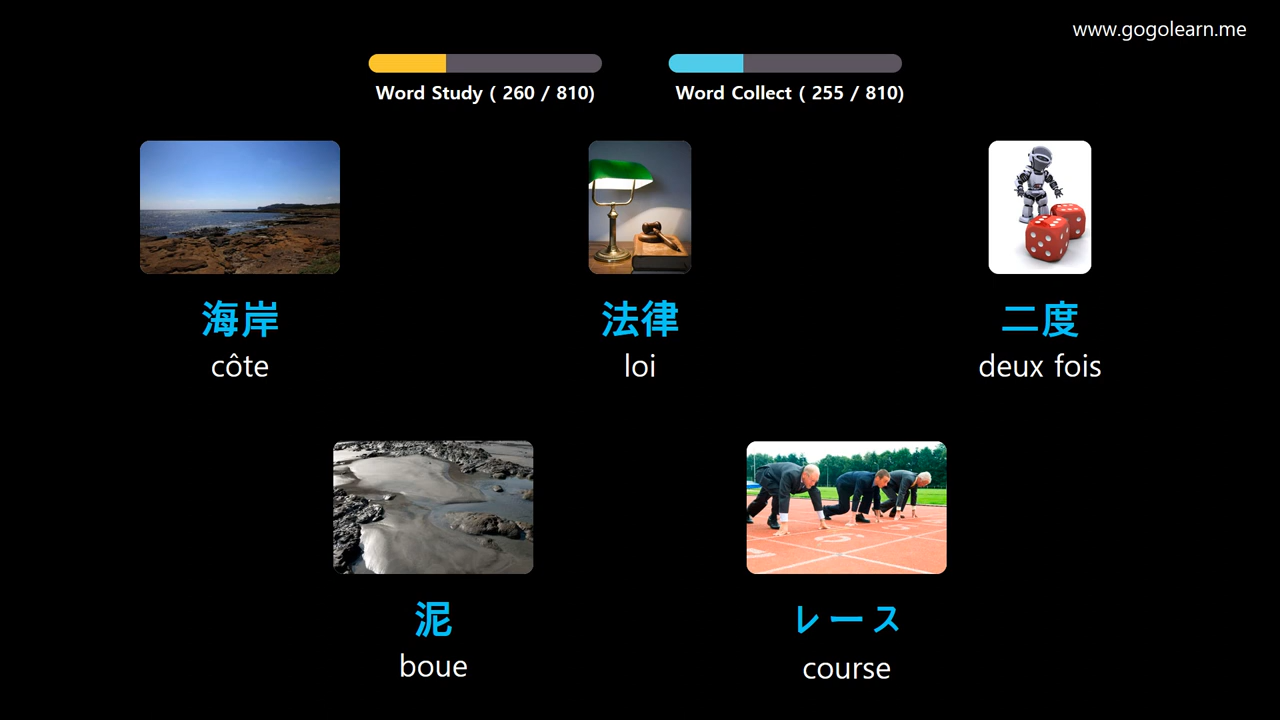 www.gogolearn.me
Word Study ( 260 / 810)
Word Collect ( 255 / 810)
海岸
côte
法律
loi
二度
deux fois
泥
boue
レース
course